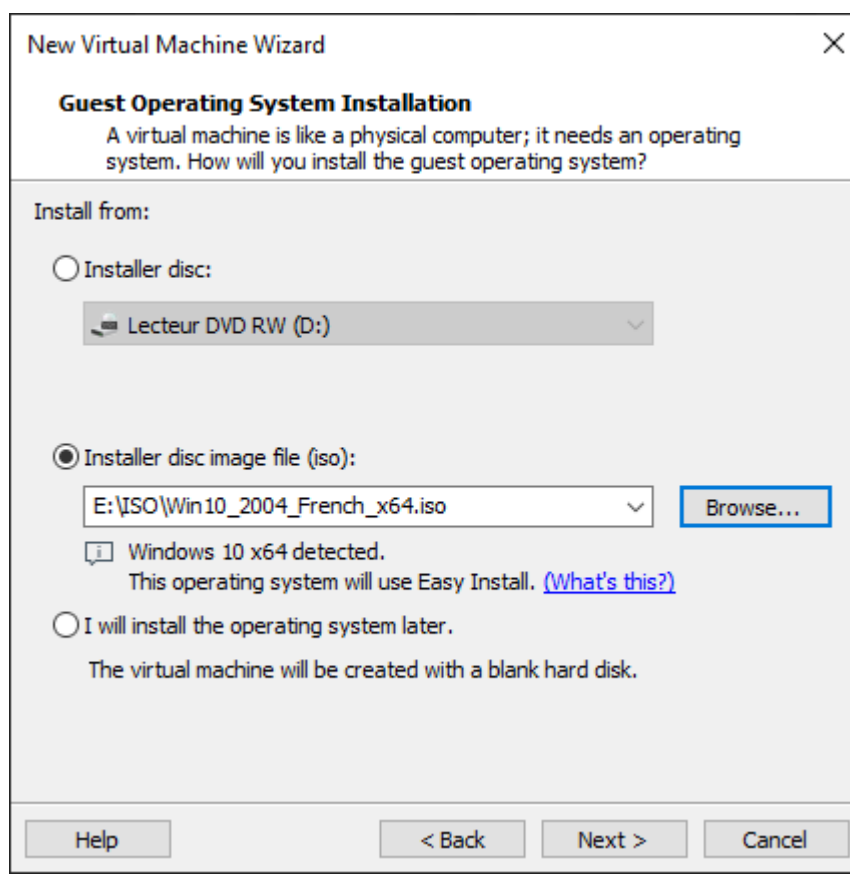 New Virtual Machine Wizard
Guest Operating System Installation
A virtual machine is like a physical computer; it needs an operating
system. How will you install the guest operating system?
Install from:
Installer disc:
Lecteur DVD RW (D:)
Installer disc image file (iso):
E:\ISO\Win10_2004_French_x64.iso
Browse...
Windows 10 x64 detected.
This operating system will use Easy Install. (What's this?)
I will install the operating system later.
The virtual machine will be created with a blank hard disk.
Help < Back Next > Cancel